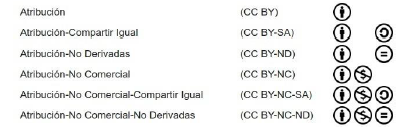 Atribución (CC BY)
Atribución-Compartir Igual (CC BY-SA)
Atribución-No Derivadas (CC BY-ND)
Atribución-No Comercial (CC BY-NC)
Atribución-No Comercial-Compartir Igual (CC BY-NC-SA)
Atribución-No Comercial-No Derivadas (CC BY-NC-ND)